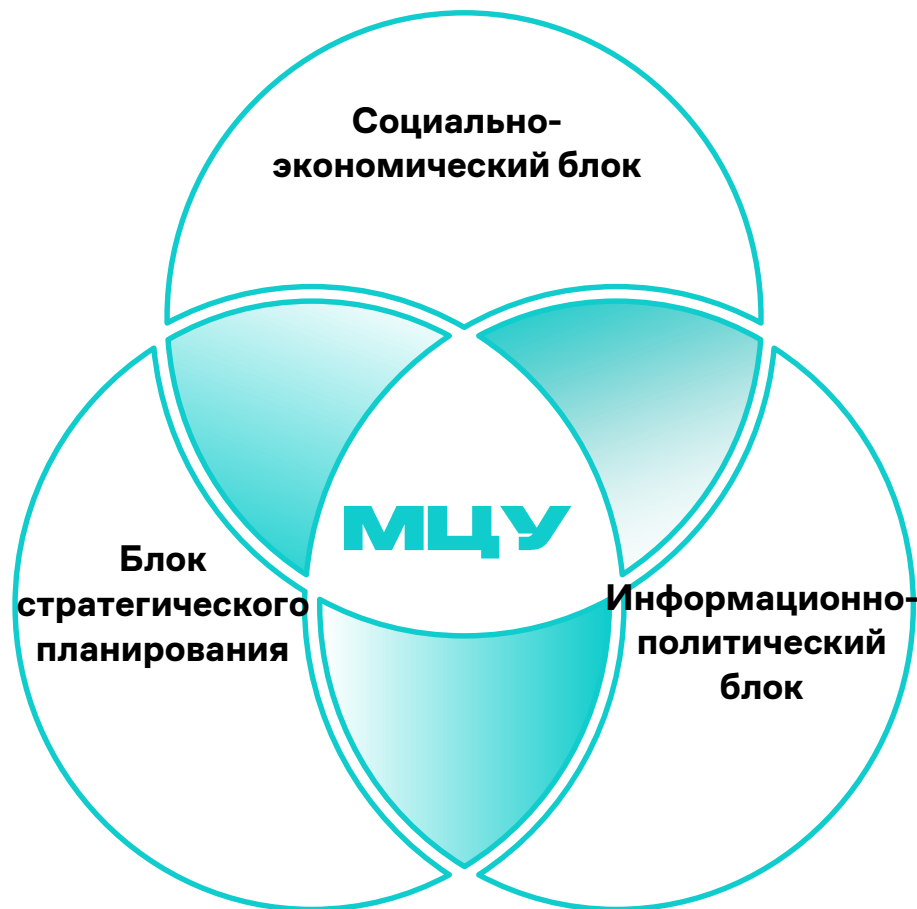 Социально-
экономический блок
МЦУ
Блок
стратегического
планирования
Информационно-
политический
блок